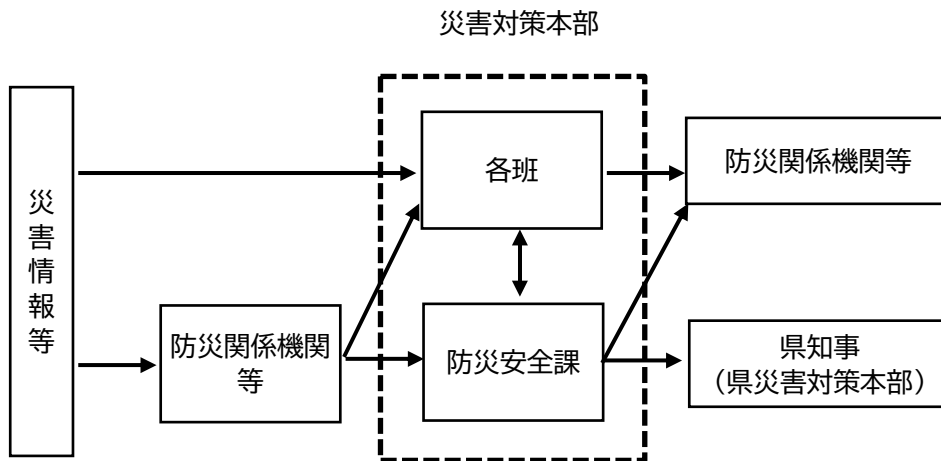 災害対策本部
災害情報等
各班
防災関係機関等
防災関係機関
等
防災安全課
県知事
（県災害対策本部）